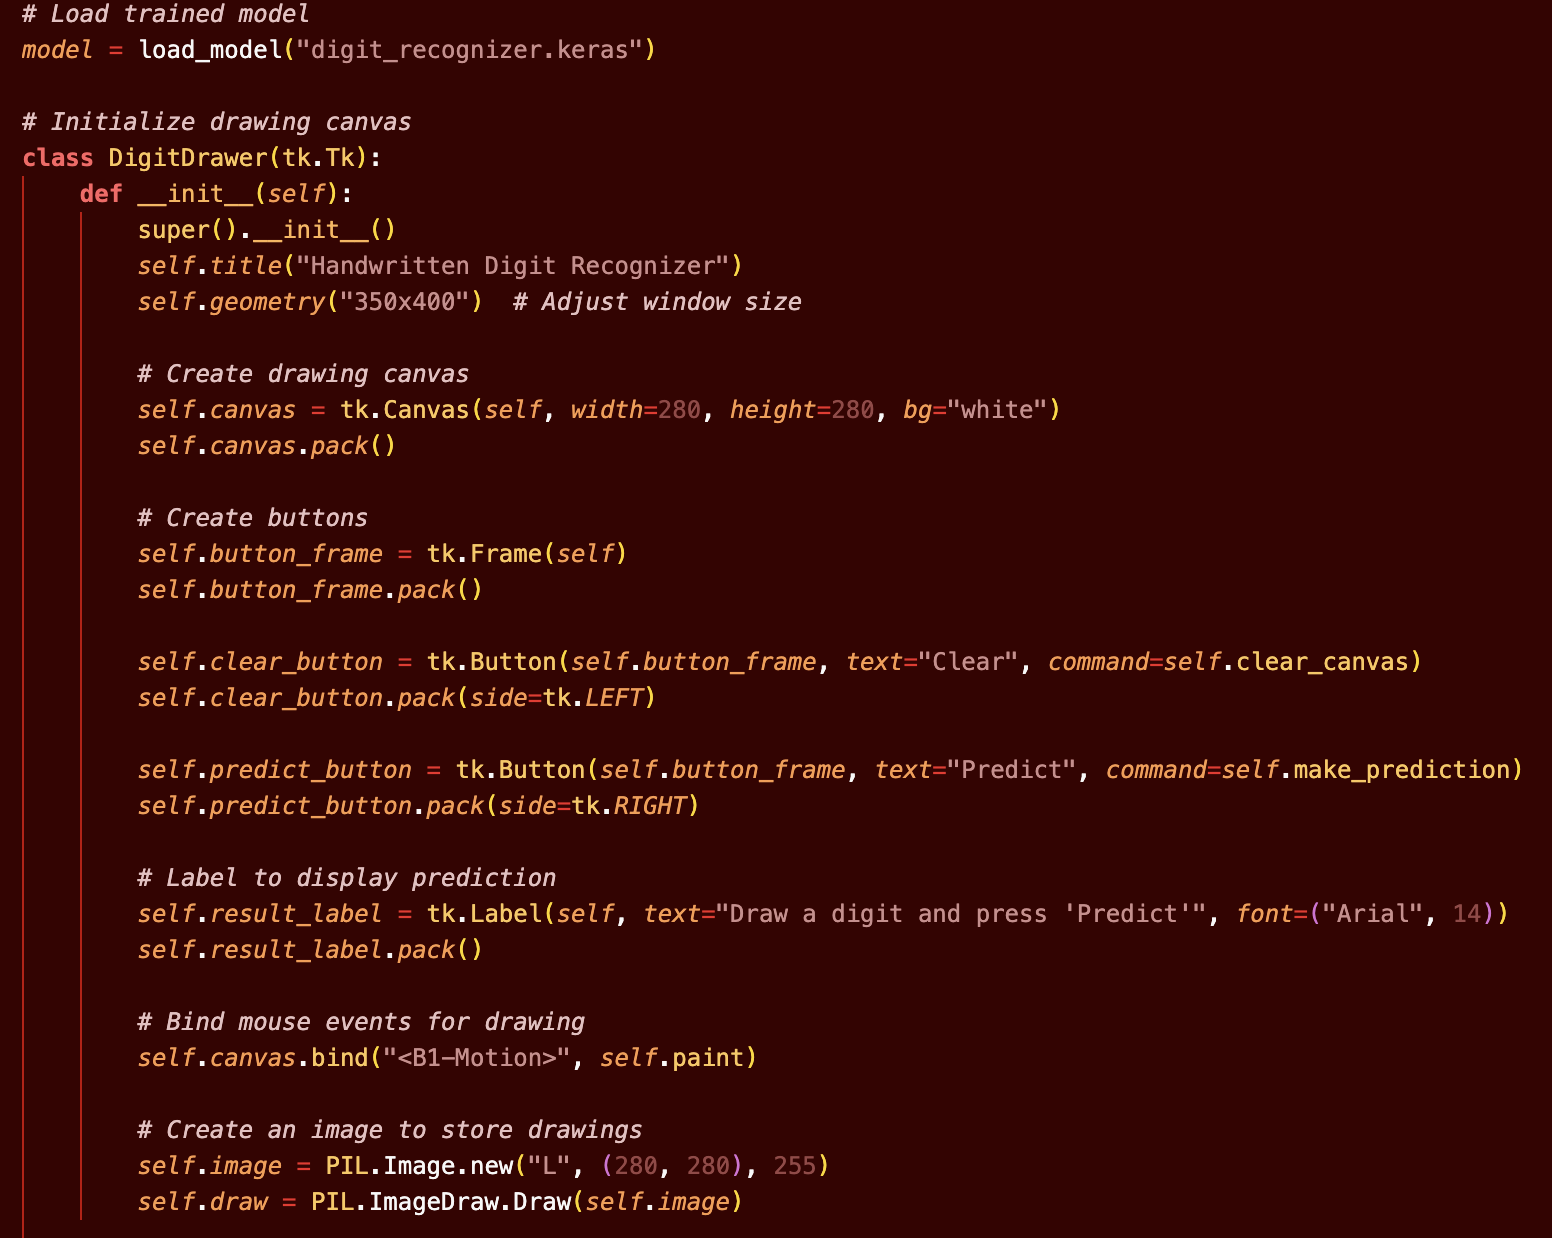 # Load trained model
model = load_model("digit_recognizer.keras")
# Initialize drawing canvas
class DigitDrawer(tk.Tk):
    def __init__(self):
        super().__init__()
        self.title("Handwritten Digit Recognizer")
        self.geometry("350x400")  # Adjust window size
        # Create drawing canvas
        self.canvas = tk.Canvas(self, width=280, height=280, bg="white")
        self.canvas.pack()
        # Create buttons
        self.button_frame = tk.Frame(self)
        self.button_frame.pack()
        self.clear_button = tk.Button(self.button_frame, text="Clear", command=self.clear_canvas)
        self.clear_button.pack(side=tk.LEFT)
        self.predict_button = tk.Button(self.button_frame, text="Predict", command=self.make_prediction)
        self.predict_button.pack(side=tk.RIGHT)
        # Label to display prediction
        self.result_label = tk.Label(self, text="Draw a digit and press 'Predict'", font=("Arial", 14))
        self.result_label.pack()
        # Bind mouse events for drawing
        self.canvas.bind("<B1-Motion>", self.paint)
        # Create an image to store drawings
        self.image = PIL.Image.new("L", (280, 280), 255)
        self.draw = PIL.ImageDraw.Draw(self.image)